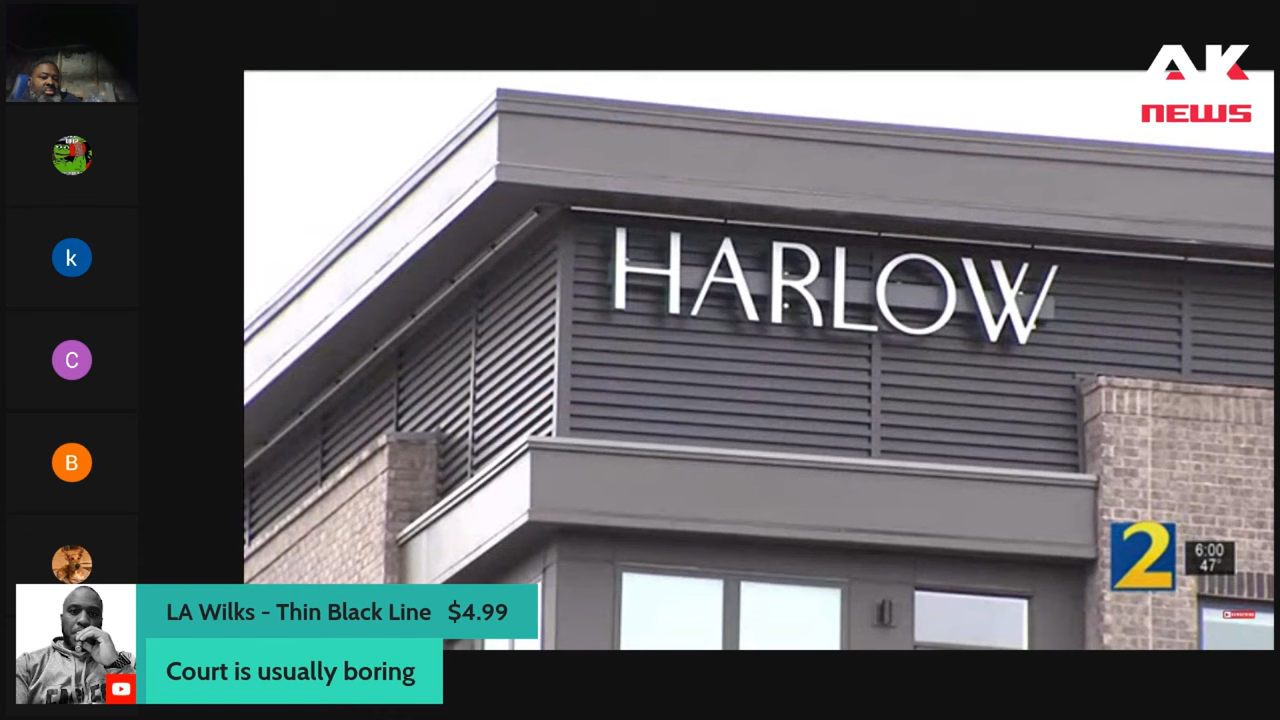 AK
NEWS
HARLOW
k
C
B
2
6:00
47°
LA Wilks - Thin Black Line $4.99
Court is usually boring